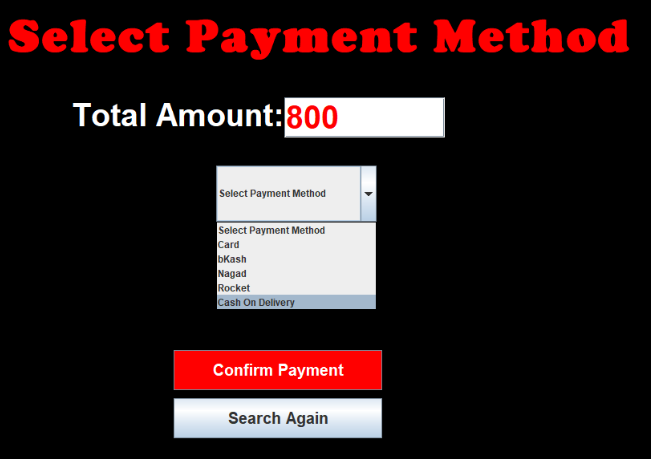 Select Payment Method
Total Amount:800
Select Payment Method
Select Payment Method
Card
bKash
Nagad
Rocket
Cash On Delivery
Confirm Payment
Search Again